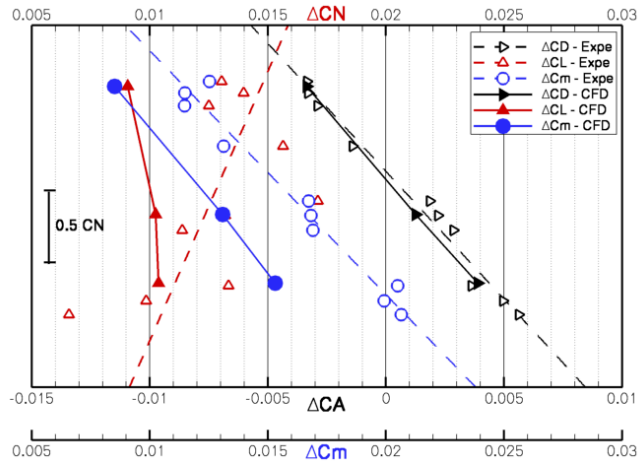 ΔCN
0.005 0.01 0.015 0.02 0.025 0.03
ΔCD - Expe
ΔCL - Expe
ΔCm - Expe
ΔCD - CFD
ΔCL - CFD
ΔCm - CFD
0.5 CN
-0.015 -0.01 -0.005 0 0.005 0.01
ΔCA
0.005 0.01 0.015 0.02 0.025 0.03
ΔCm